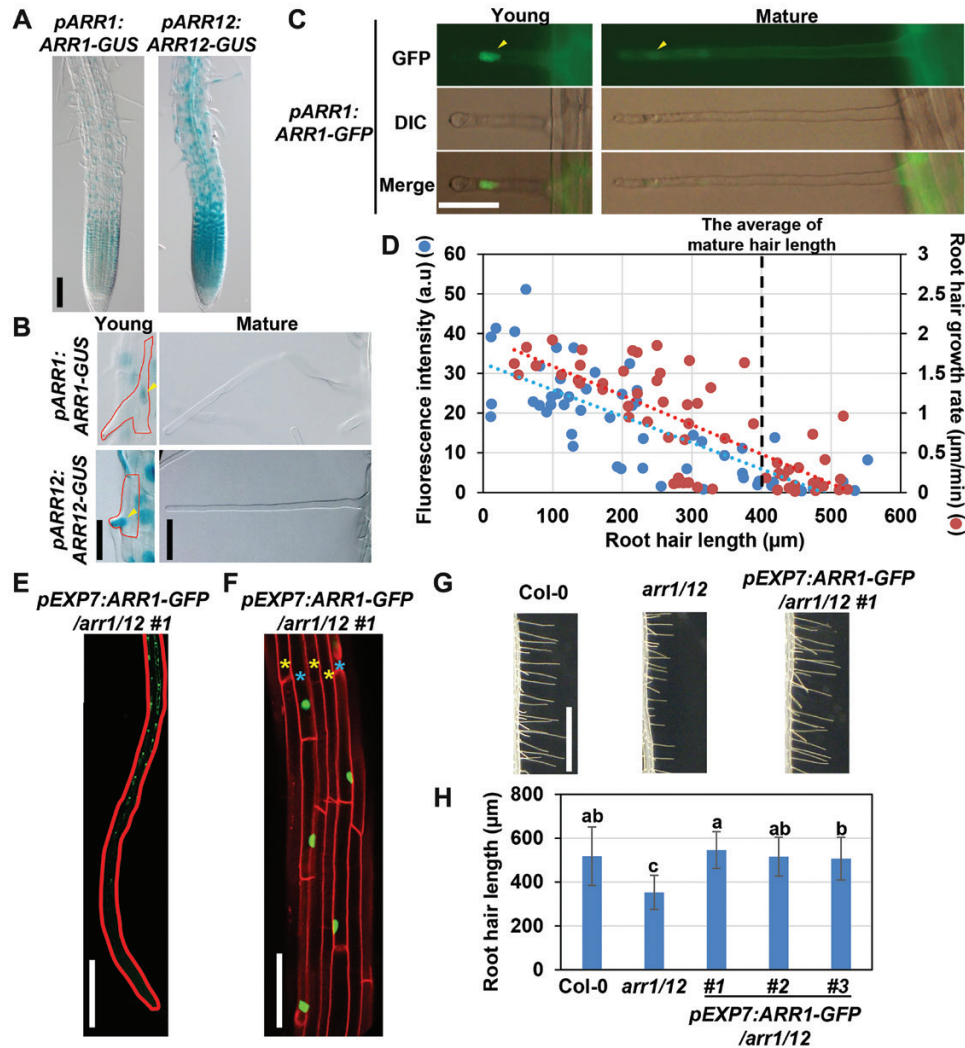 A
pARR1:
ARR1-GUS
pARR12:
ARR12-GUS
B
Young
Mature
pARR1:
ARR1-GUS
pARR12:
ARR12-GUS
C
Young
Mature
pARR1:
ARR1-GFP
GFP
DIC
Merge
D
The average of
mature hair length
Fluorescence intensity (a.u) (●)
60
50
40
30
20
10
0
0 100 200 300 400 500 600
Root hair length (µm)
3
2.5
2
1.5
1
0.5
0
Root hair growth rate (µm/min) (●)
E
pEXP7:ARR1-GFP
/arr1/12 #1
F
pEXP7:ARR1-GFP
/arr1/12 #1
* * * * *
G
Col-0
arr1/12
pEXP7:ARR1-GFP
/arr1/12 #1
H
Root hair length (µm)
800
600
400
200
0
ab c a ab b
Col-0 arr1/12 #1 #2 #3
pEXP7:ARR1-GFP
/arr1/12